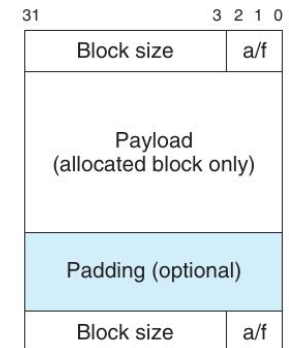 31 3 2 1 0
Block size a/f
Payload
(allocated block only)
Padding (optional)
Block size a/f